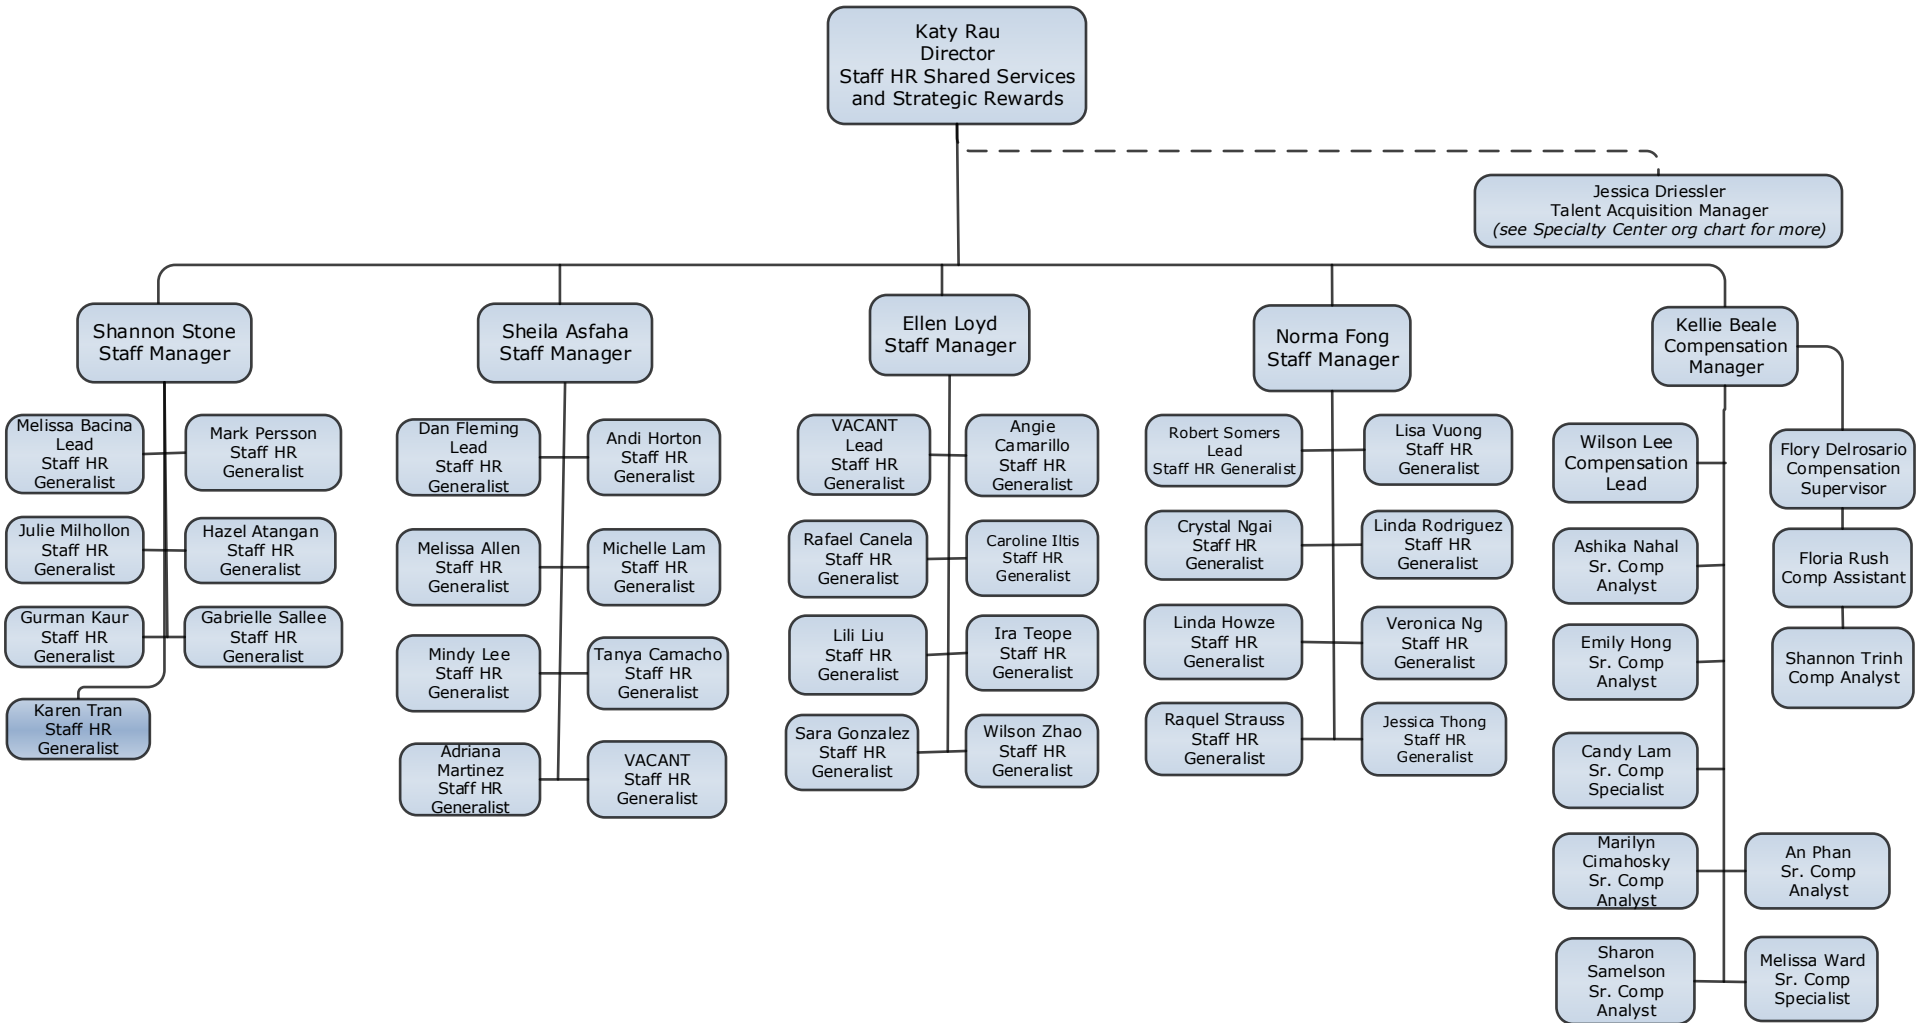 Katy Rau
Director
Staff HR Shared Services
and Strategic Rewards
Jessica Driessler
Talent Acquisition Manager
(see Specialty Center org chart for more)
Shannon Stone
Staff Manager
Sheila Asfaha
Staff Manager
Ellen Loyd
Staff Manager
Norma Fong
Staff Manager
Kellie Beale
Compensation
Manager
Melissa Bacina
Lead
Staff HR
Generalist
Mark Persson
Staff HR
Generalist
Julie Milhollon
Staff HR
Generalist
Hazel Atangan
Staff HR
Generalist
Gurman Kaur
Staff HR
Generalist
Gabrielle Sallee
Staff HR
Generalist
Karen Tran
Staff HR
Generalist
Dan Fleming
Lead
Staff HR
Generalist
Andi Horton
Staff HR
Generalist
Melissa Allen
Staff HR
Generalist
Michelle Lam
Staff HR
Generalist
Mindy Lee
Staff HR
Generalist
Tanya Camacho
Staff HR
Generalist
Adriana
Martinez
Staff HR
Generalist
VACANT
Staff HR
Generalist
VACANT
Lead
Staff HR
Generalist
Angie
Camarillo
Staff HR
Generalist
Rafael Canela
Staff HR
Generalist
Caroline Iltis
Staff HR
Generalist
Lili Liu
Staff HR
Generalist
Ira Teope
Staff HR
Generalist
Sara Gonzalez
Staff HR
Generalist
Wilson Zhao
Staff HR
Generalist
Robert Somers
Lead
Staff HR Generalist
Lisa Vuong
Staff HR
Generalist
Crystal Ngai
Staff HR
Generalist
Linda Rodriguez
Staff HR
Generalist
Linda Howze
Staff HR
Generalist
Veronica Ng
Staff HR
Generalist
Raquel Strauss
Staff HR
Generalist
Jessica Thong
Staff HR
Generalist
Wilson Lee
Compensation
Lead
Flory Delrosario
Compensation
Supervisor
Ashika Nahal
Sr. Comp
Analyst
Floria Rush
Comp Assistant
Emily Hong
Sr. Comp
Analyst
Shannon Trinh
Comp Analyst
Candy Lam
Sr. Comp
Specialist
Marilyn
Cimahosky
Sr. Comp
Analyst
An Phan
Sr. Comp
Analyst
Sharon
Samelson
Sr. Comp
Analyst
Melissa Ward
Sr. Comp
Specialist